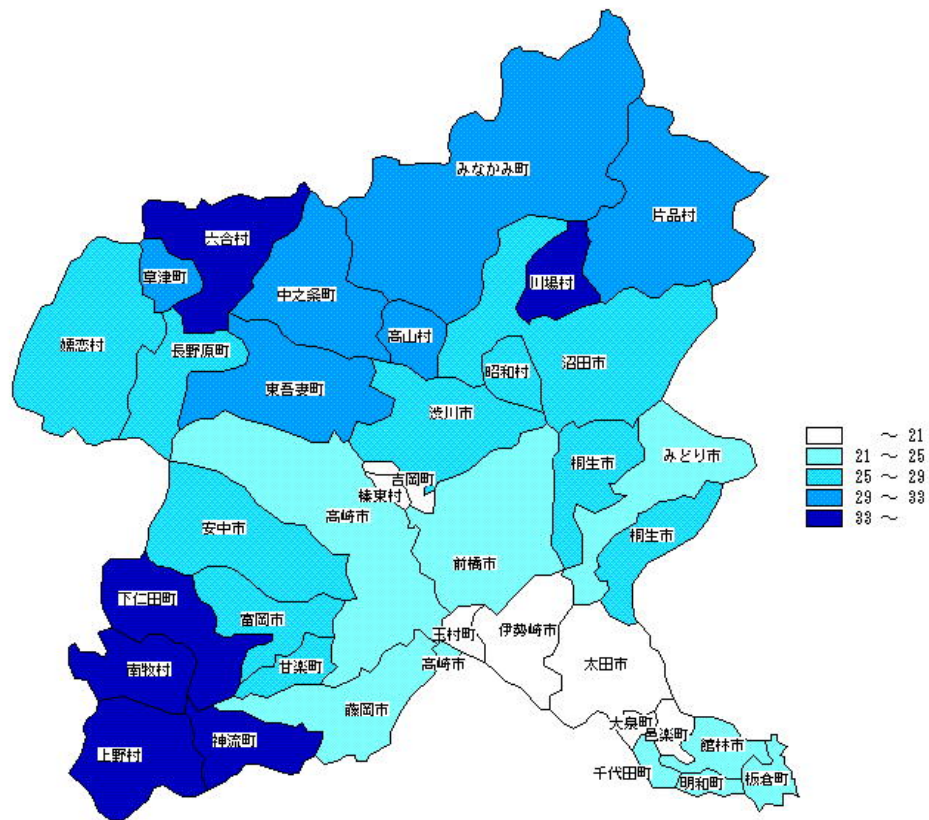 みなかみ町
片品村
六合村
草津町
川場村
中之条町
高山村
嬬恋村
長野原町
昭和村
沼田市
東吾妻町
渋川市
～ 21
21 ～ 25
25 ～ 29
29 ～ 33
33 ～
みどり市
桐生市
吉岡町
榛東村
高崎市
安中市
桐生市
前橋市
下仁田町
富岡市
玉村町
伊勢崎市
高崎市
太田市
甘楽町
南牧村
藤岡市
大泉町
邑楽町
神流町
館林市
上野村
千代田町
明和町
板倉町